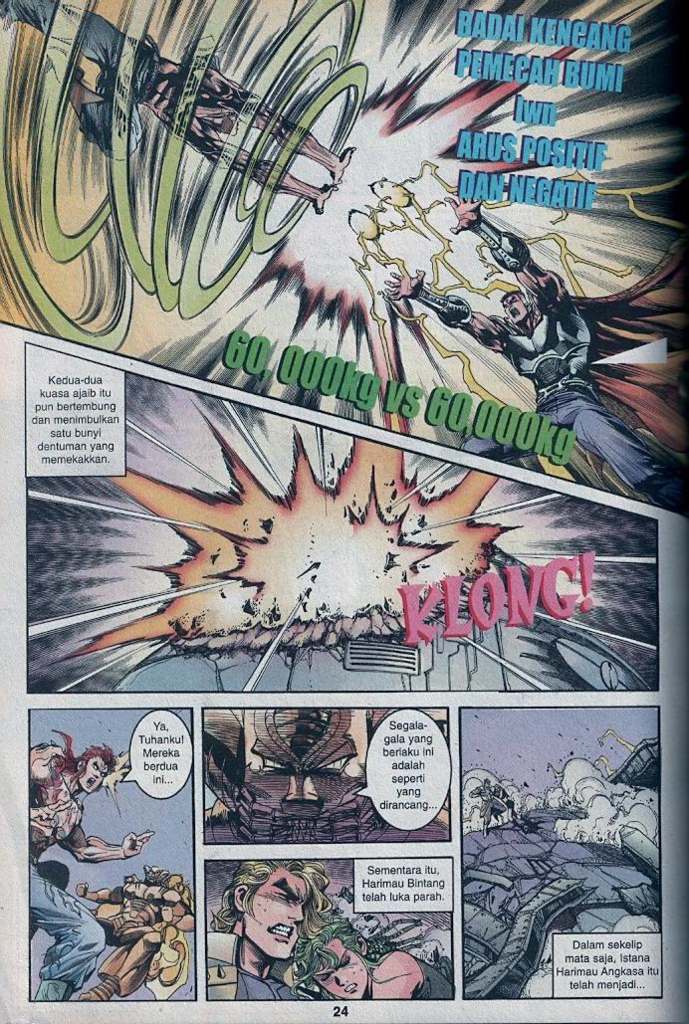 BADAI KENCANG
PEMECAH BUMI
lwn
ARUS POSITIF
DAN NEGATIF
60,000kg vs 60,000kg
Kedua-dua
kuasa ajaib itu
pun bertembung
dan menimbulkan
satu bunyi
dentuman yang
memekakkan.
KLONG!
Ya,
Tuhanku!
Mereka
berdua
ini...
Segala-
gala yang
beriaku ini
adalah
seperti
yang
dirancang...
Sementara itu,
Harimau Bintang
telah luka parah.
Dalam sekelip
mata saja, Istana
Harimau Angkasa itu
telah menjadi...
24